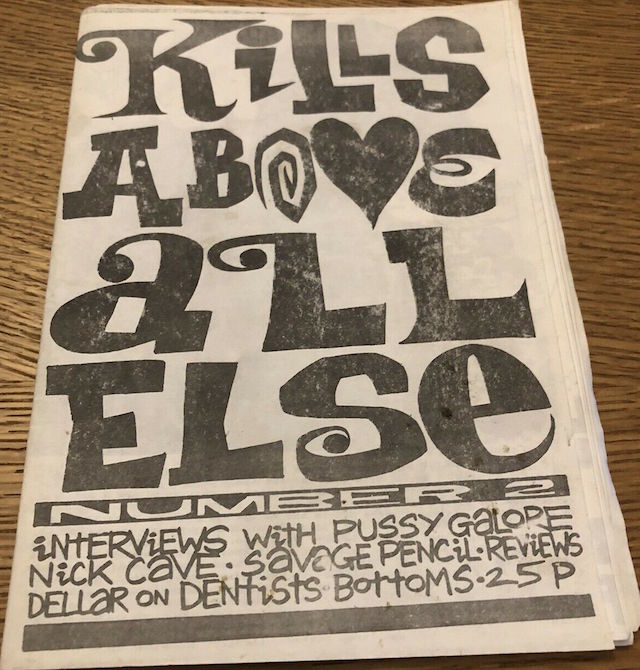 KiLLS
ABOVE
aLL
ELSe
NUMBER 2
iNtERViEWS WitH PUSSY GaLORE
NicK CaVE · SaVaGE PENCiL · REViEWS
DELLAR ON DENtiStS · BOttOMS · 25P